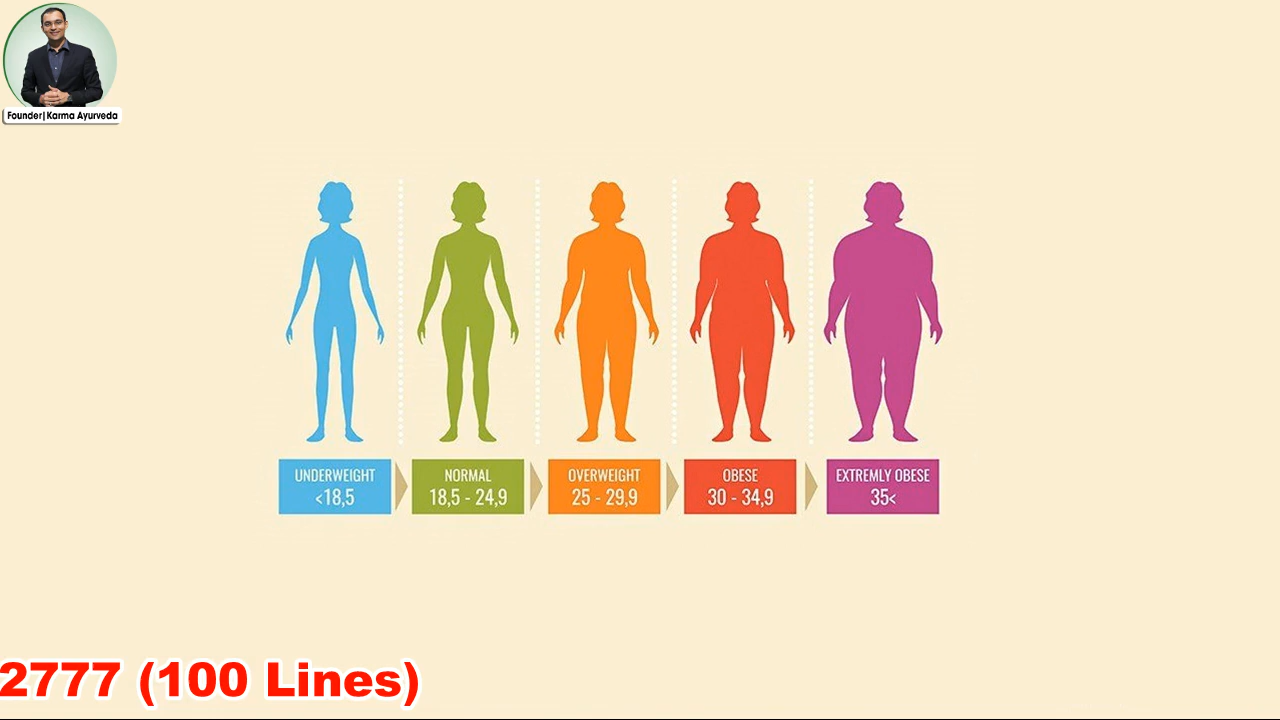 Founder|Karma Ayurveda
UNDERWEIGHT
<18,5
NORMAL
18,5 - 24,9
OVERWEIGHT
25 - 29,9
OBESE
30 - 34,9
EXTREMLY OBESE
35<
2777 (100 Lines)